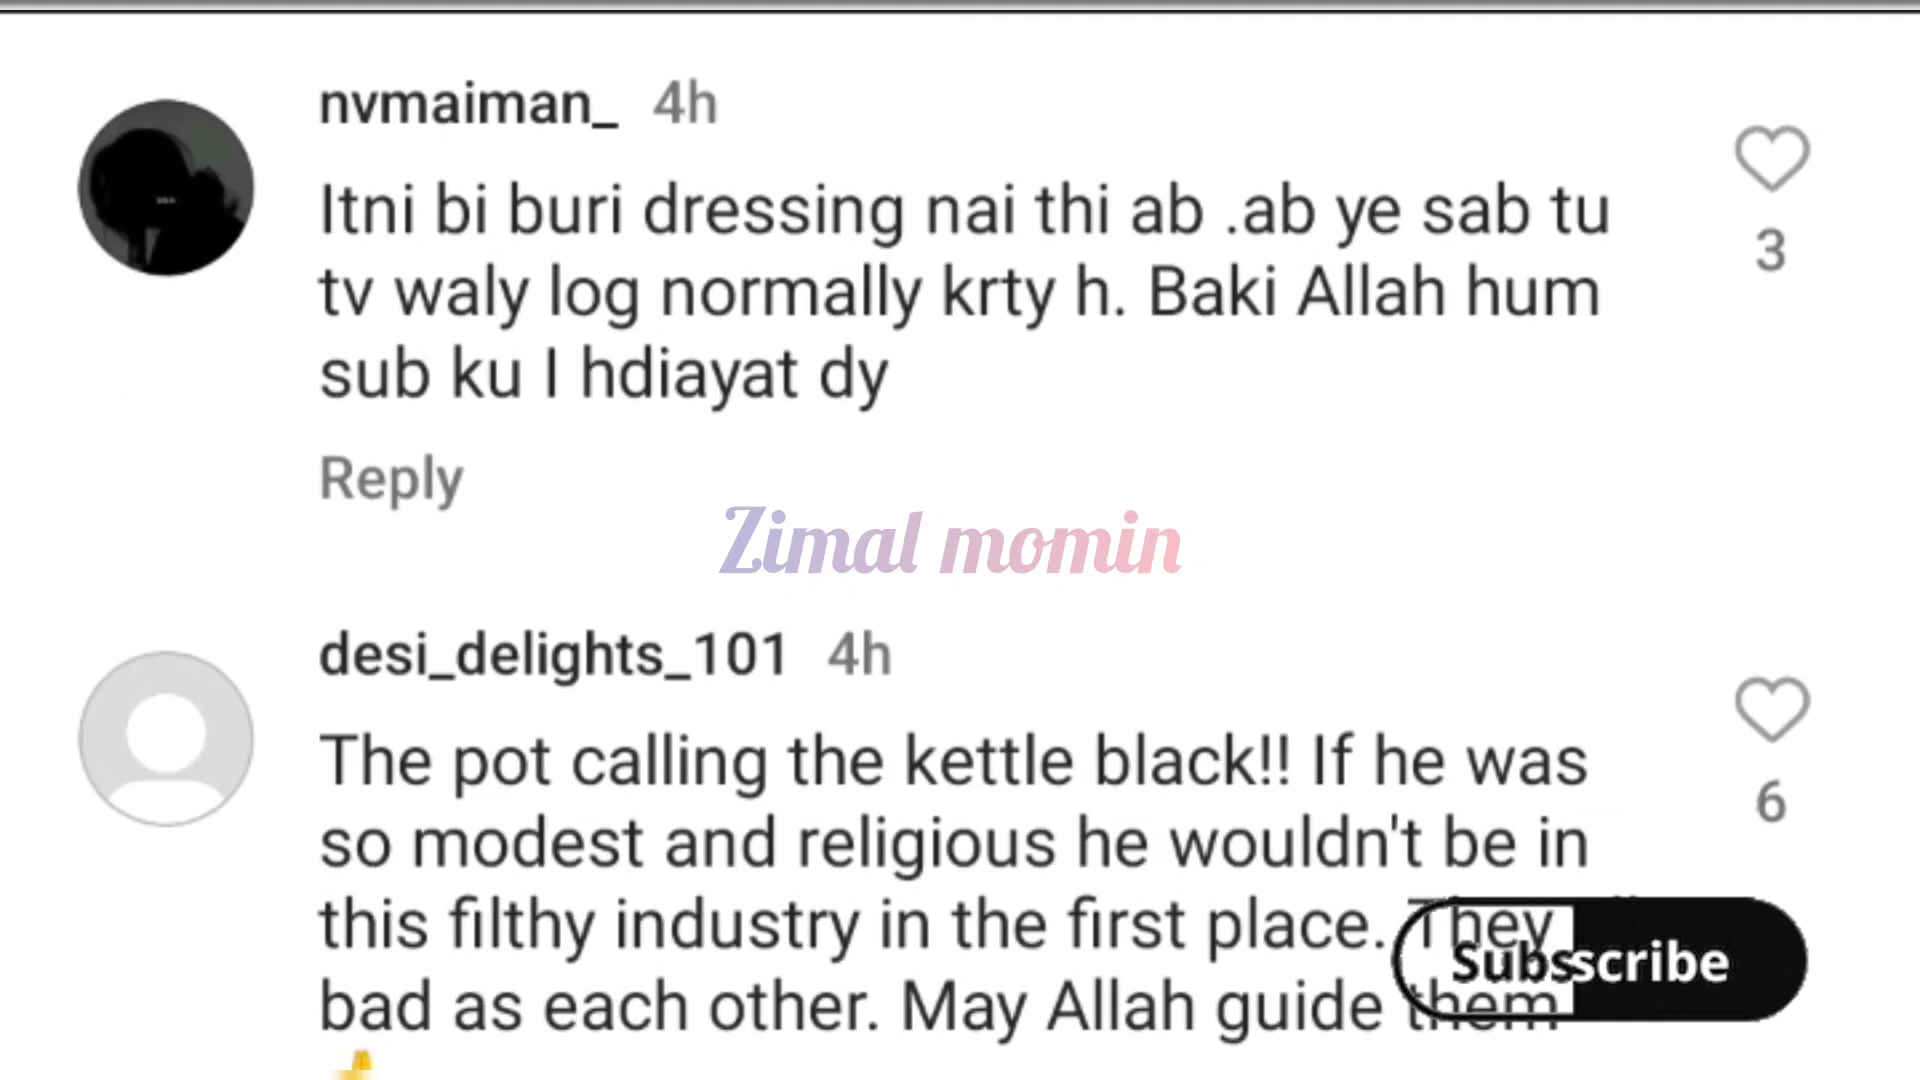 nvmaiman_ 4h
Itni bi buri dressing nai thi ab .ab ye sab tu
tv waly log normally krty h. Baki Allah hum
sub ku I hdiayat dy
3
Reply
Zimal momin
desi_delights_101 4h
The pot calling the kettle black!! If he was
so modest and religious he wouldn't be in
this filthy industry in the first place. They
bad as each other. May Allah guide them
6
Subsscribe